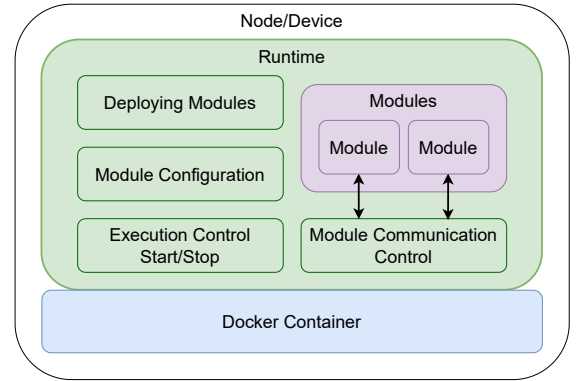 Node/Device
Runtime
Deploying Modules
Module Configuration
Execution Control
Start/Stop
Modules
Module
Module
Module Communication
Control
Docker Container